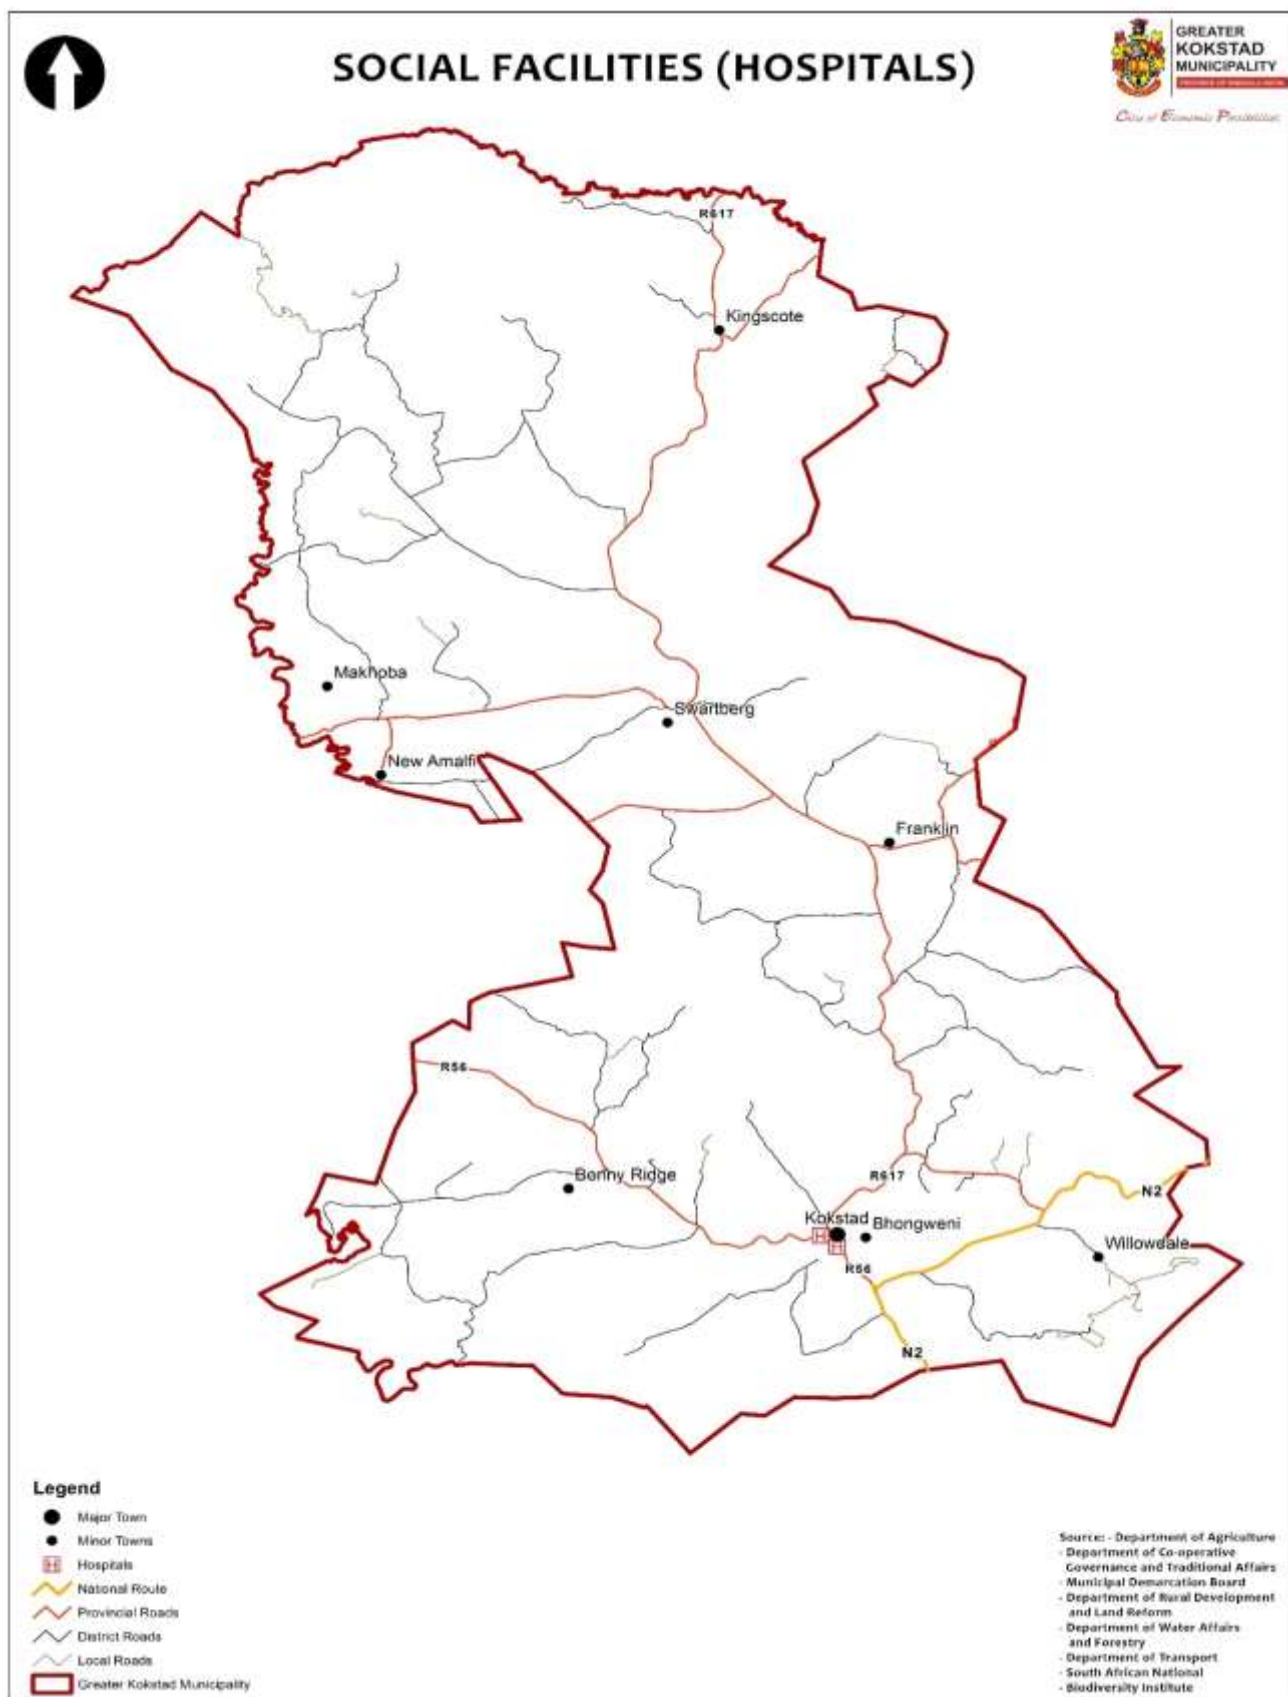 SOCIAL FACILITIES (HOSPITALS)
GREATER
KOKSTAD
MUNICIPALITY
R617
Kingscote
Makhoba
Swartberg
New Amalfi
Franklin
R56
Bonny Ridge
R617
N2
Kokstad
Bhongweni
Willowdale
R56
N2
Legend
Major Town
Minor Towns
Hospitals
National Route
Provincial Roads
District Roads
Local Roads
Greater Kokstad Municipality
Source: - Department of Agriculture
- Department of Co-operative
Governance and Traditional Affairs
- Municipal Demarcation Board
- Department of Rural Development
and Land Reform
- Department of Water Affairs
and Forestry
- Department of Transport
- South African National
- Biodiversity Institute